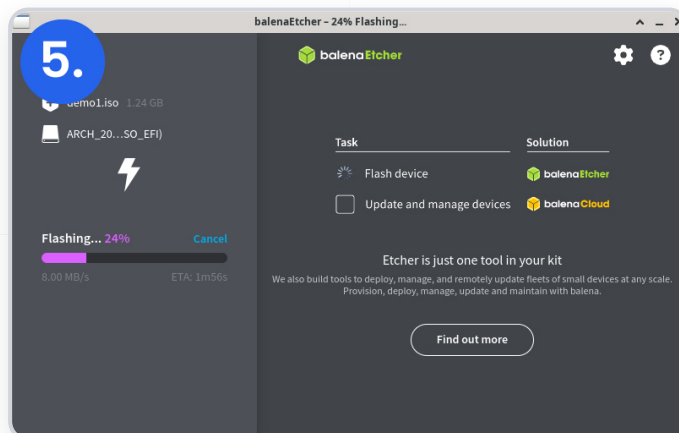 balenaEtcher – 24% Flashing...
5.
balenaEtcher
demo1.iso 1.24 GB
ARCH_20...SO_EFI)
Task Solution
Flash device balenaEtcher
Update and manage devices balenaCloud
Flashing... 24% Cancel
8.00 MB/s ETA: 1m56s
Etcher is just one tool in your kit
We also build tools to deploy, manage, and remotely update fleets of small devices at any scale.
Provision, deploy, manage, update and maintain with balena.
Find out more